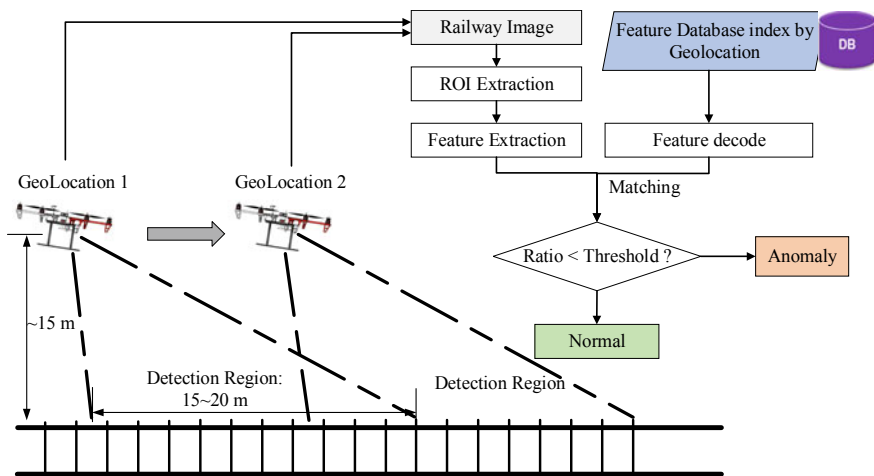 Railway Image
Feature Database index by
Geolocation
DB
ROI Extraction
Feature Extraction
Feature decode
Matching
GeoLocation 1
GeoLocation 2
Ratio < Threshold ?
Anomaly
Normal
~15 m
Detection Region:
15~20 m
Detection Region